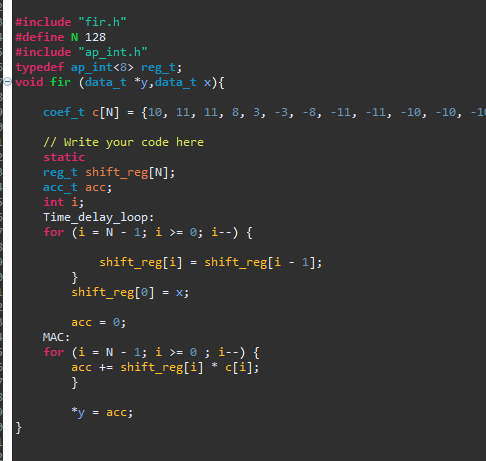 #include "fir.h"
#define N 128
#include "ap_int.h"
typedef ap_int<8> reg_t;
void fir (data_t *y,data_t x){
coef_t c[N] = {10, 11, 11, 8, 3, -3, -8, -11, -11, -10, -10, -10
// Write your code here
static
reg_t shift_reg[N];
acc_t acc;
int i;
Time_delay_loop:
for (i = N - 1; i >= 0; i--) {
shift_reg[i] = shift_reg[i - 1];
}
shift_reg[0] = x;
acc = 0;
MAC:
for (i = N - 1; i >= 0 ; i--) {
acc += shift_reg[i] * c[i];
}
*y = acc;
}